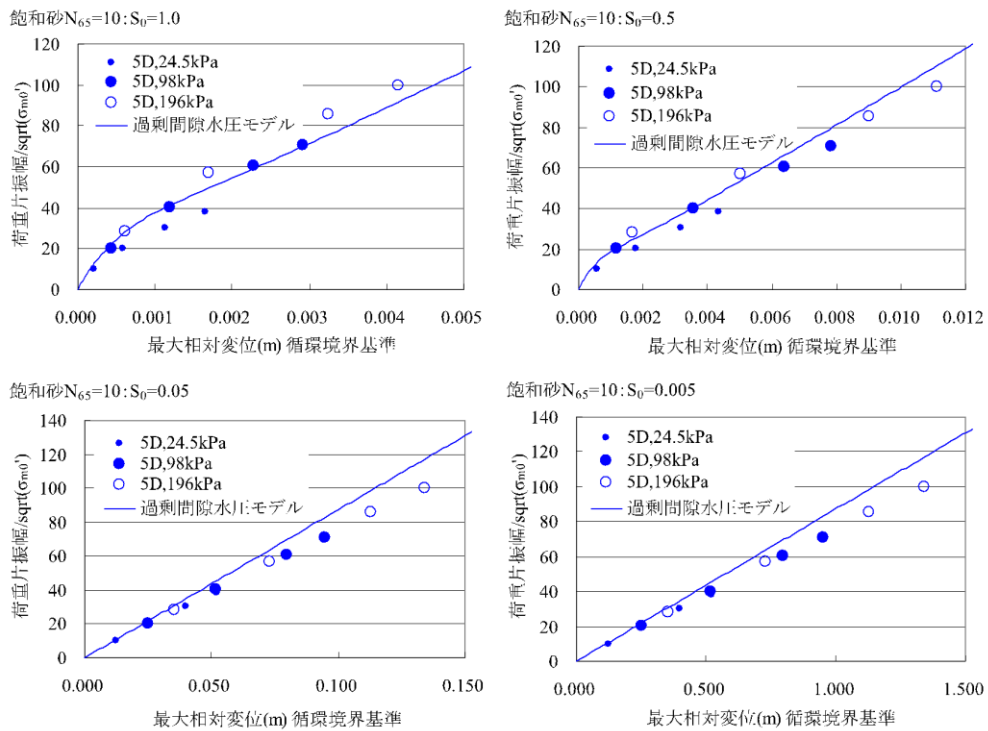 飽和砂N65=10:S0=1.0
荷重片振幅/sqrt(σm0')
120
100
80
60
40
20
0
5D,24.5kPa
5D,98kPa
5D,196kPa
過剰間隙水圧モデル
0.000 0.001 0.002 0.003 0.004 0.005
最大相対変位(m) 循環境界基準
飽和砂N65=10:S0=0.5
荷重片振幅/sqrt(σm0')
120
100
80
60
40
20
0
5D,24.5kPa
5D,98kPa
5D,196kPa
過剰間隙水圧モデル
0.000 0.002 0.004 0.006 0.008 0.010 0.012
最大相対変位(m) 循環境界基準
飽和砂N65=10:S0=0.05
荷重片振幅/sqrt(σm0')
140
120
100
80
60
40
20
0
5D,24.5kPa
5D,98kPa
5D,196kPa
過剰間隙水圧モデル
0.000 0.050 0.100 0.150
最大相対変位(m) 循環境界基準
飽和砂N65=10:S0=0.005
荷重片振幅/sqrt(σm0')
140
120
100
80
60
40
20
0
5D,24.5kPa
5D,98kPa
5D,196kPa
過剰間隙水圧モデル
0.000 0.500 1.000 1.500
最大相対変位(m) 循環境界基準